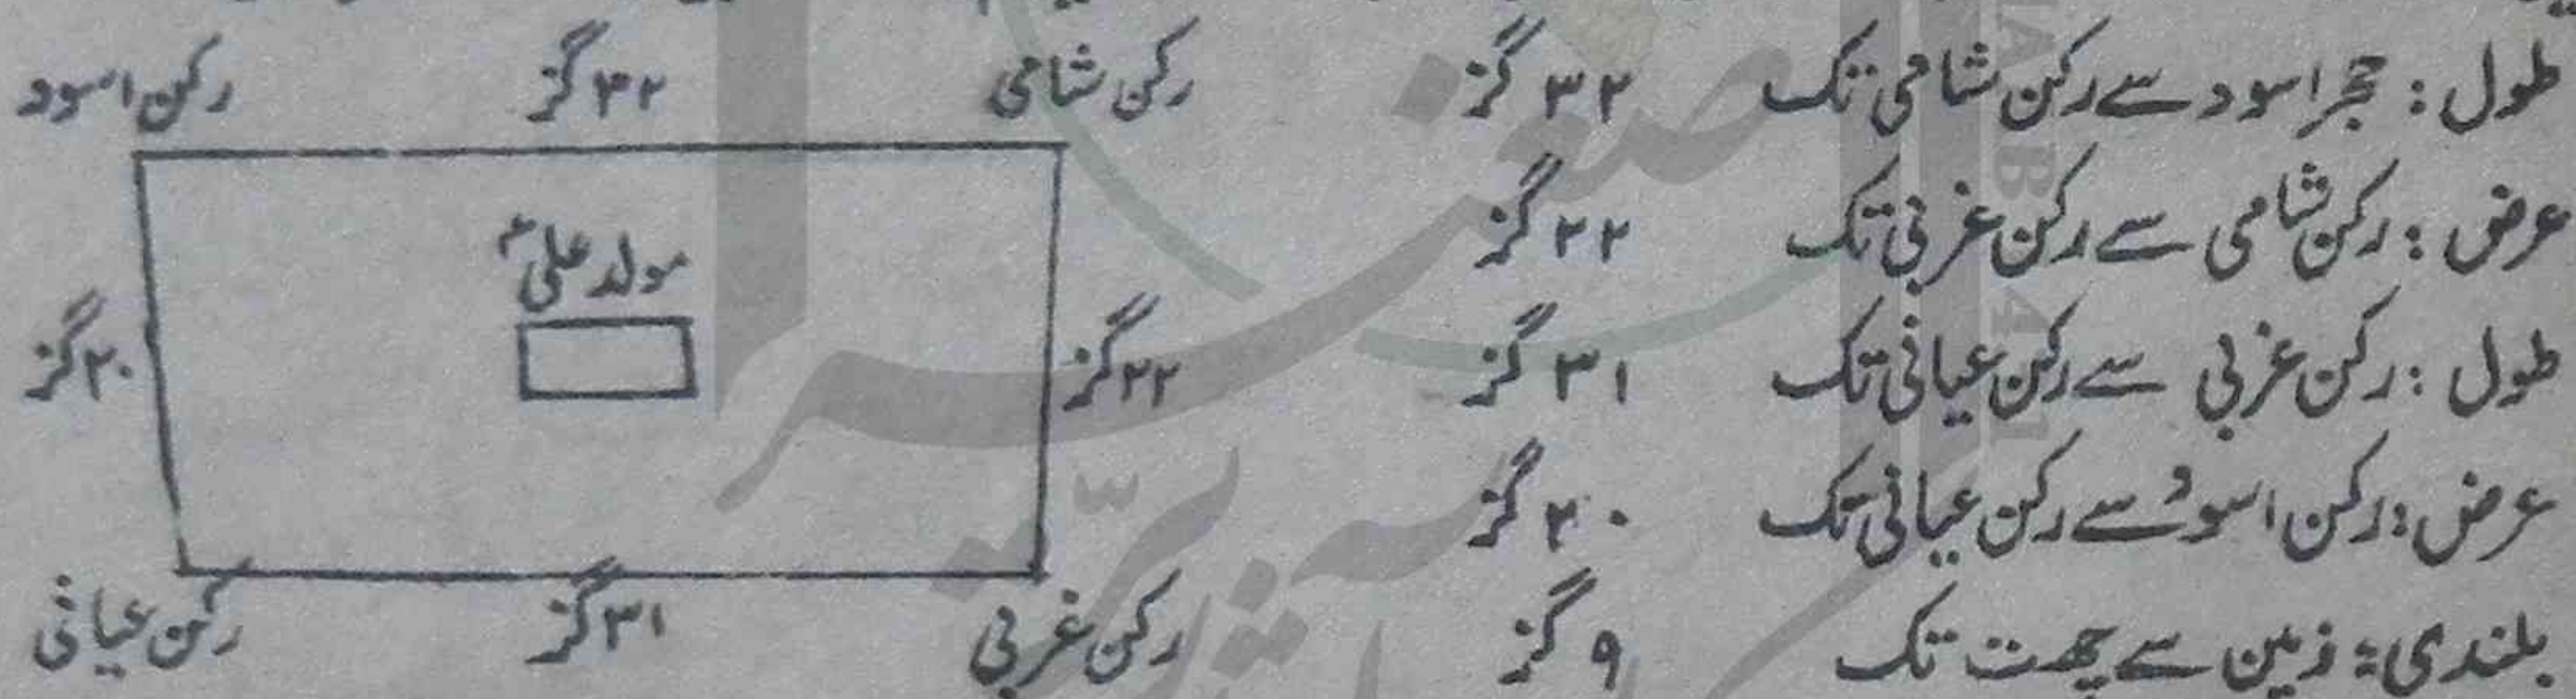 طول : حجر اسود سے رکن شامی تک ۳۲ گز
عرض : رکن شامی سے رکن غربی تک ۲۲ گز
طول : رکن غربی سے رکن عیانی تک ۳۱ گز
عرض : رکن اسود سے رکن عیانی تک ۲۰ گز
بلندی : زمین سے چھت تک ۹ گز
رکن شامی ۳۲ گز رکن اسود
مولد علیؑ
۲۲ گز ۲۰ گز
رکن غربی ۳۱ گز رکن عیانی